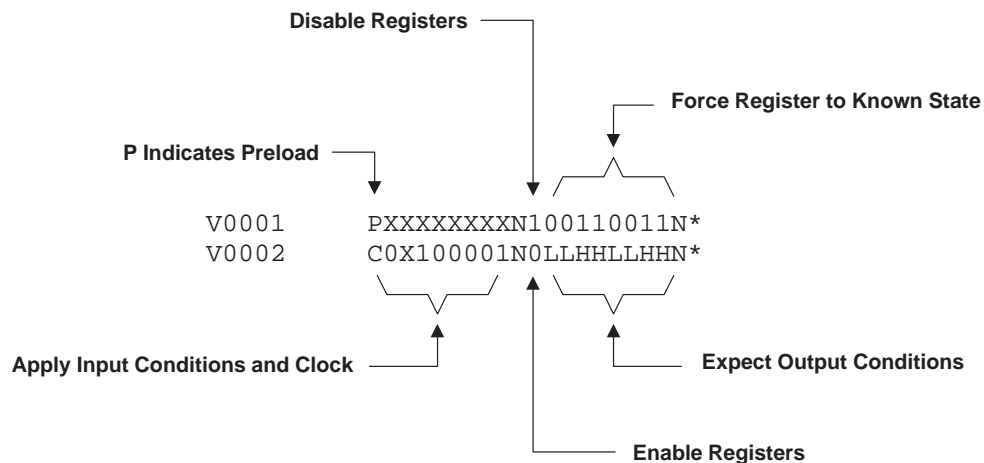 Disable Registers
Force Register to Known State
P Indicates Preload
V0001 PXXXXXXXXN100110011N*
V0002 C0X100001N0LLHHLLHHN*
Apply Input Conditions and Clock
Expect Output Conditions
Enable Registers